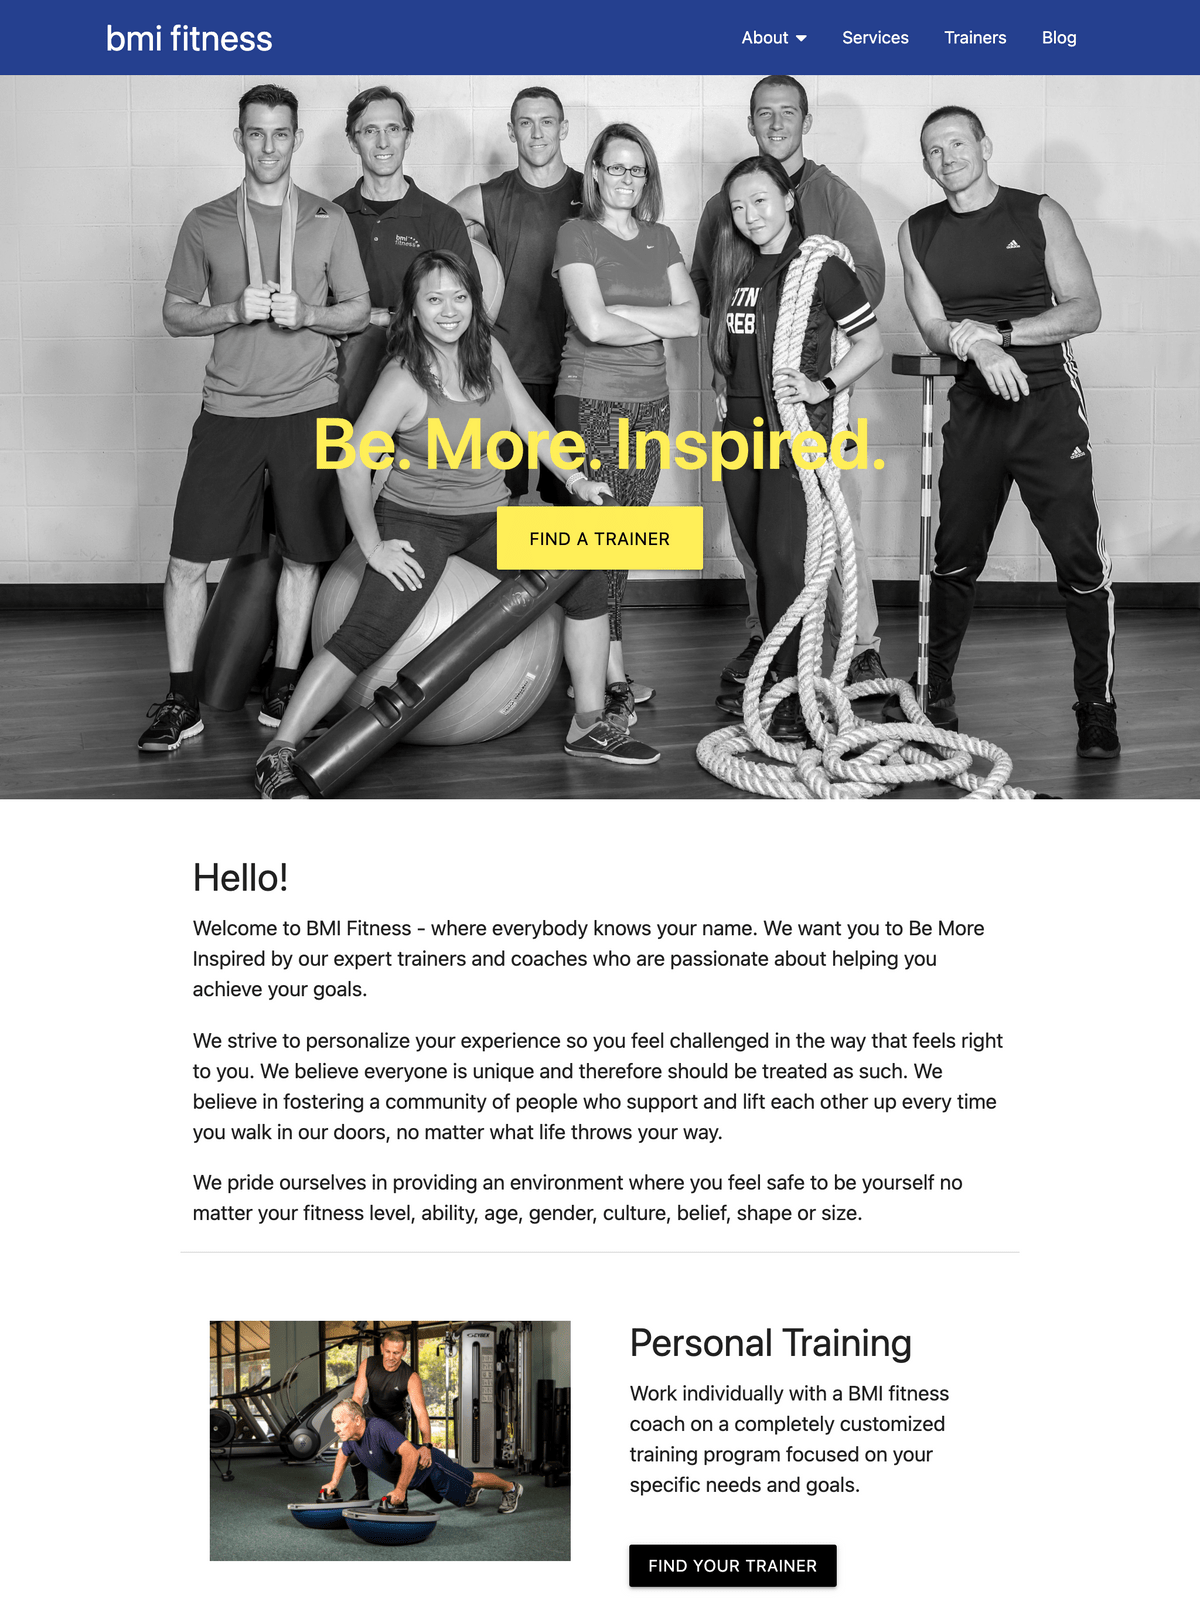 bmi fitness
About
Services
Trainers
Blog
bmi
fitness
Be. More. Inspired.
FIND A TRAINER
Hello!
Welcome to BMI Fitness - where everybody knows your name. We want you to Be More
Inspired by our expert trainers and coaches who are passionate about helping you
achieve your goals.
We strive to personalize your experience so you feel challenged in the way that feels right
to you. We believe everyone is unique and therefore should be treated as such. We
believe in fostering a community of people who support and lift each other up every time
you walk in our doors, no matter what life throws your way.
We pride ourselves in providing an environment where you feel safe to be yourself no
matter your fitness level, ability, age, gender, culture, belief, shape or size.
CYBEX
Personal Training
Work individually with a BMI fitness
coach on a completely customized
training program focused on your
specific needs and goals.
FIND YOUR TRAINER